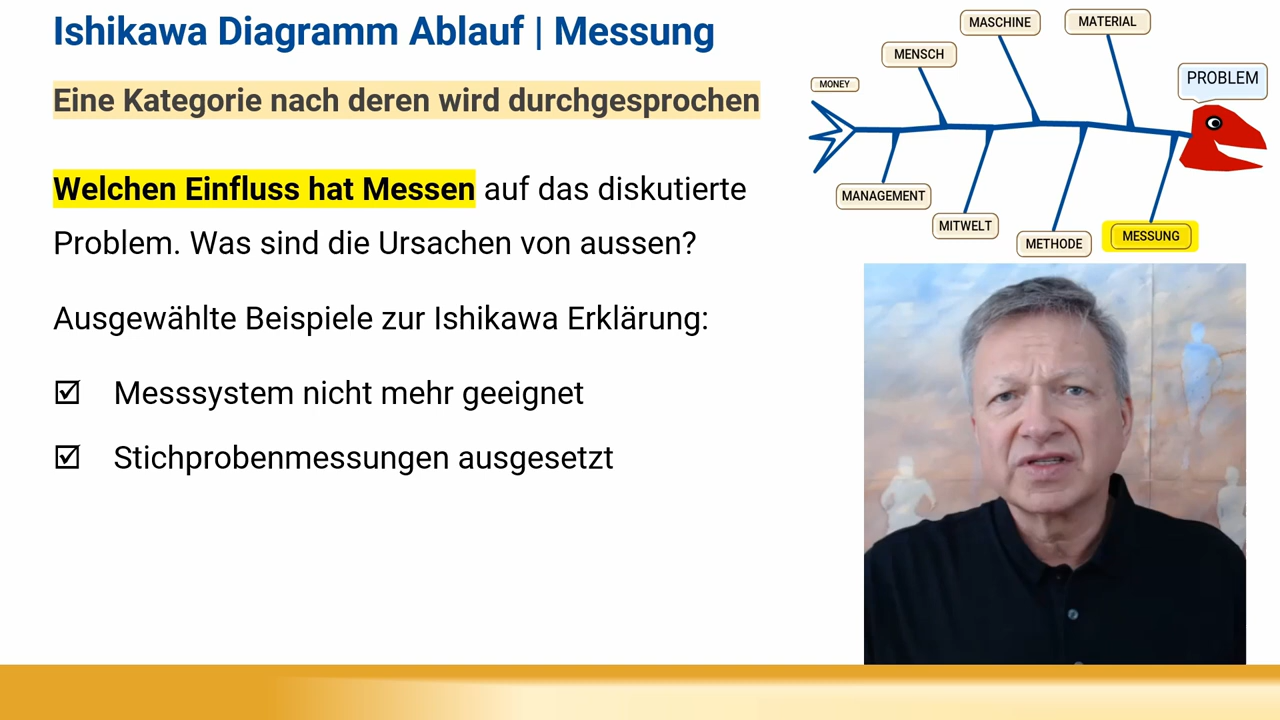 Ishikawa Diagramm Ablauf | Messung
Eine Kategorie nach deren wird durchgesprochen
Welchen Einfluss hat Messen auf das diskutierte
Problem. Was sind die Ursachen von aussen?
Ausgewählte Beispiele zur Ishikawa Erklärung:
Messsystem nicht mehr geeignet
Stichprobenmessungen ausgesetzt
MONEY
MENSCH
MASCHINE
MATERIAL
PROBLEM
MANAGEMENT
MITWELT
METHODE
MESSUNG